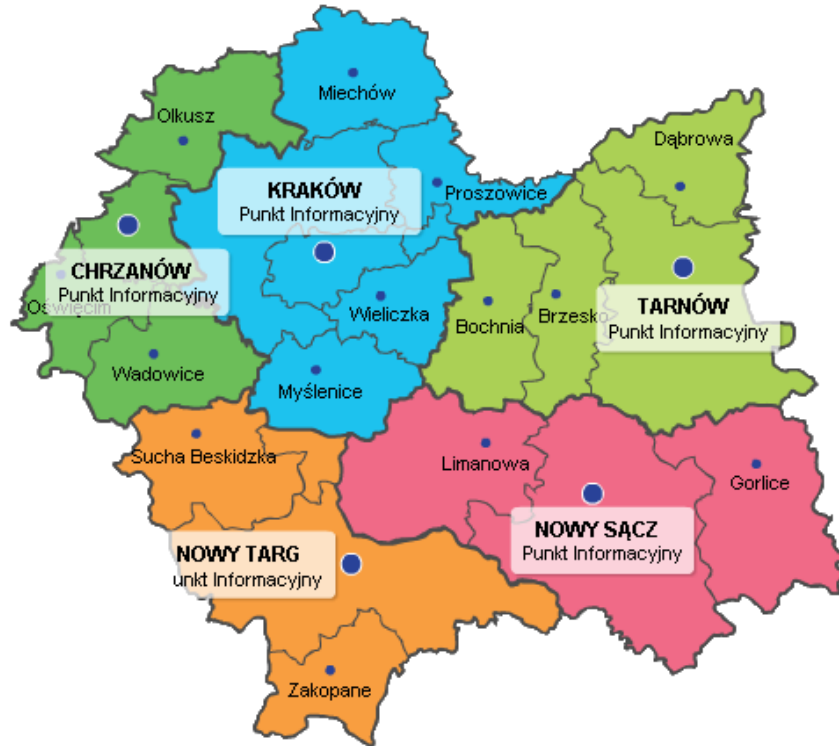 Miechów
Olkusz
Dąbrowa
KRAKÓW
Punkt Informacyjny
Proszowice
CHRZANÓW
Punkt Informacyjny
Oświęcim
Wieliczka
Bochnia
Brzesko
TARNÓW
Punkt Informacyjny
Wadowice
Myślenice
Sucha Beskidzka
Limanowa
Gorlice
NOWY SĄCZ
Punkt Informacyjny
NOWY TARG
unkt Informacyjny
Zakopane